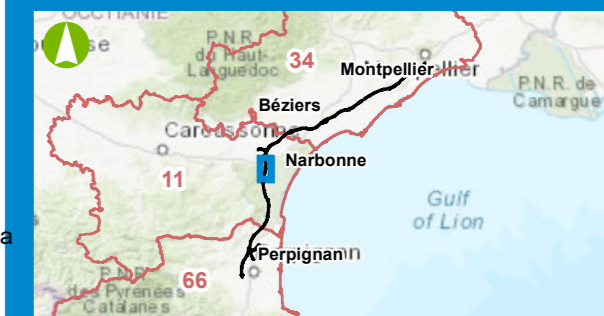 OCCITANIE
P.N.R.
du Haut-
Languedoc
34
Montpellier
P.N.R. de
Camargue
Béziers
Carcassonne
Narbonne
11
Gulf
of Lion
a
Perpignan
66
P.N.R.
des Pyrénées
Catalanes